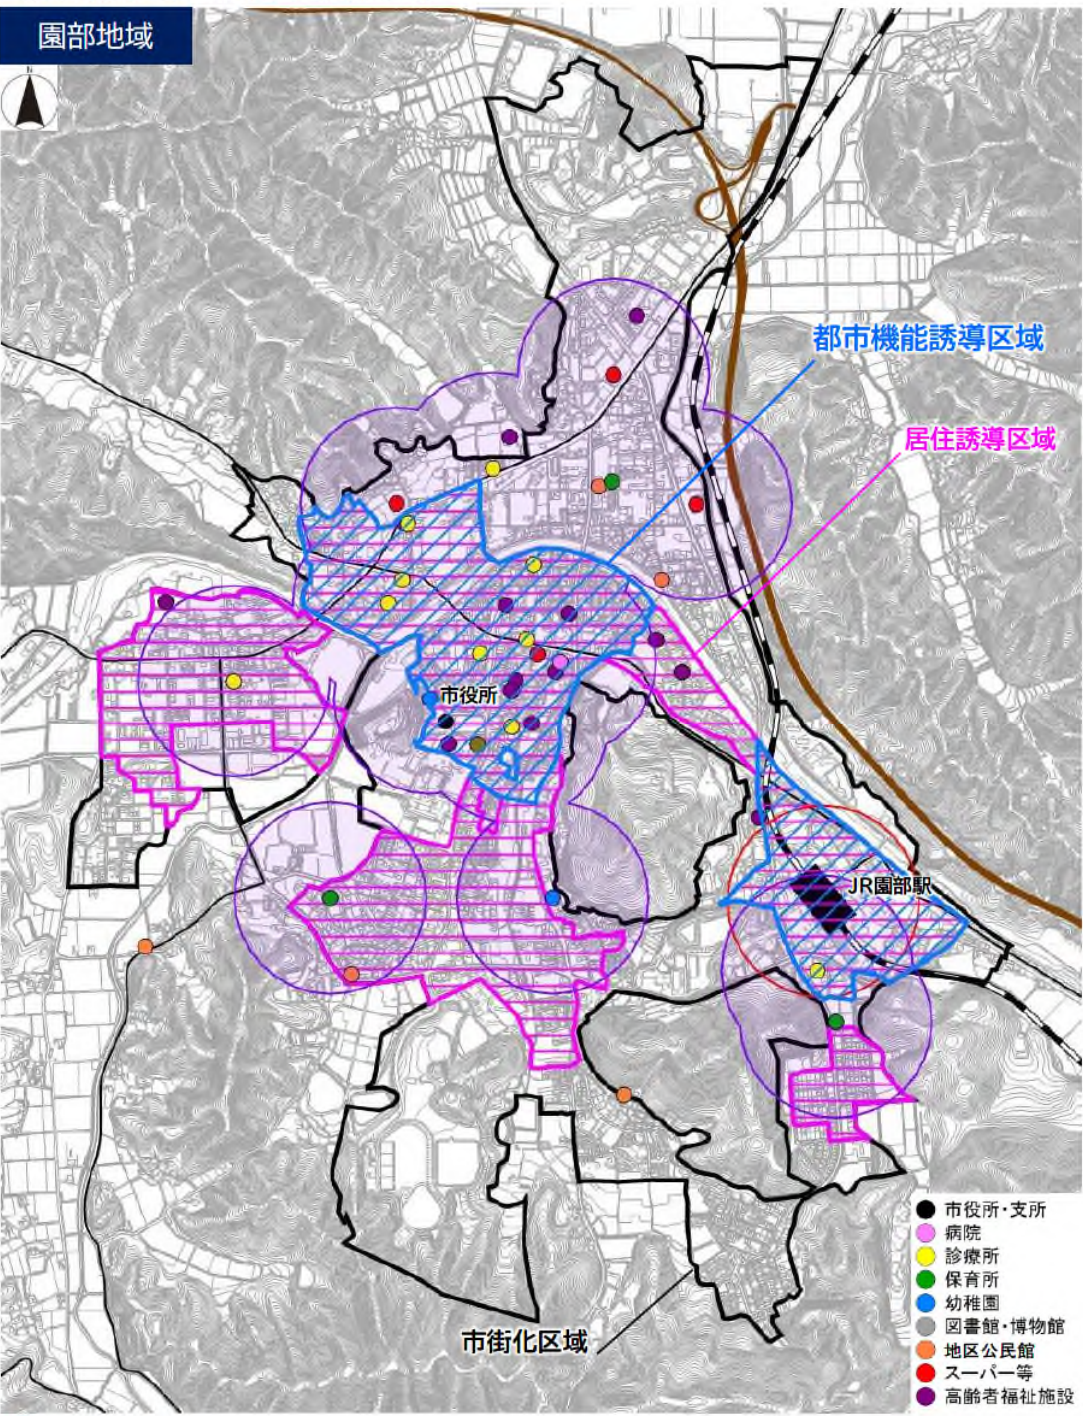 園部地域
都市機能誘導区域
居住誘導区域
市役所
JR園部駅
市街化区域
市役所・支所
病院
診療所
保育所
幼稚園
図書館・博物館
地区公民館
スーパー等
高齢者福祉施設